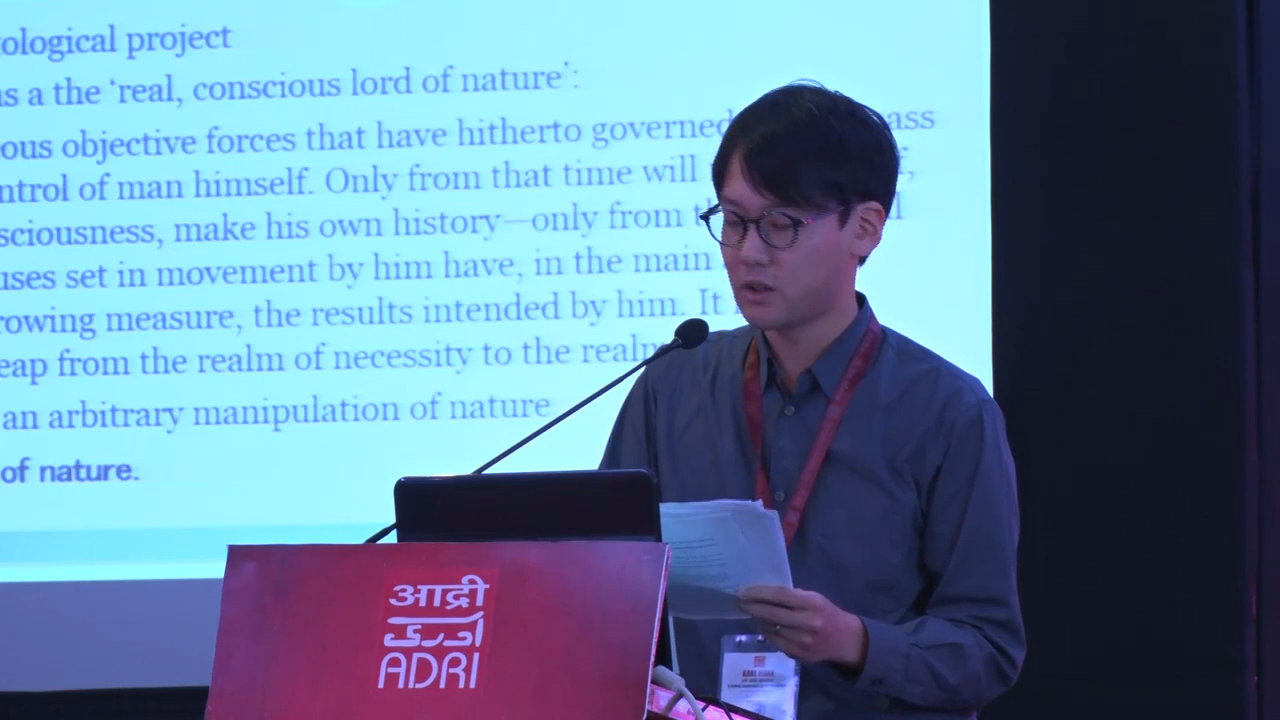 ological project
as a the ‘real, conscious lord of nature’:
ous objective forces that have hitherto governed ass
ntrol of man himself. Only from that time will f,
sciousness, make his own history—only from t l
uses set in movement by him have, in the main
rowing measure, the results intended by him. It
eap from the realm of necessity to the realm
an arbitrary manipulation of nature
of nature.
आद्री
ادری
ADRI